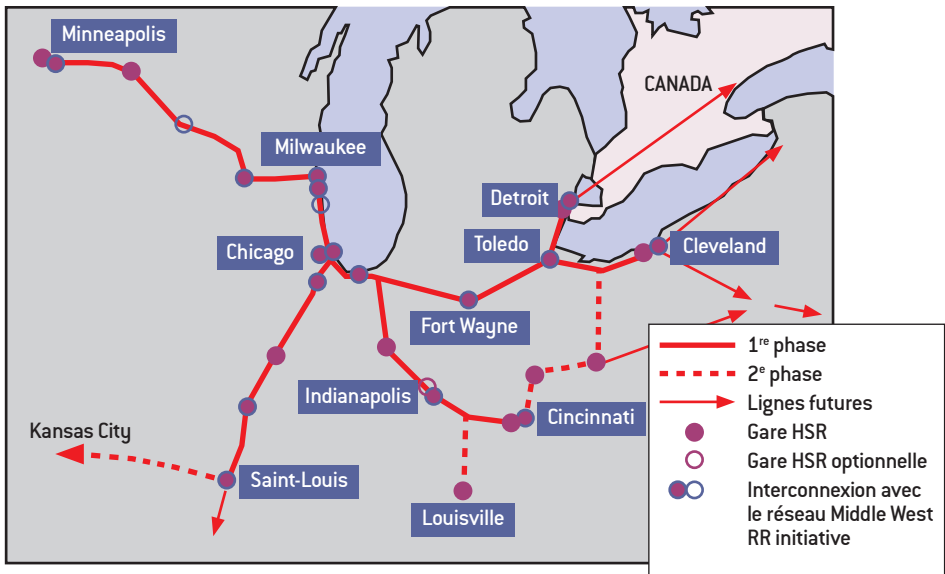 Minneapolis
CANADA
Milwaukee
Detroit
Toledo
Cleveland
Chicago
Fort Wayne
Indianapolis
Cincinnati
Kansas City
Saint-Louis
Louisville
1re phase
2e phase
Lignes futures
Gare HSR
Gare HSR optionnelle
Interconnexion avec
le réseau Middle West
RR initiative